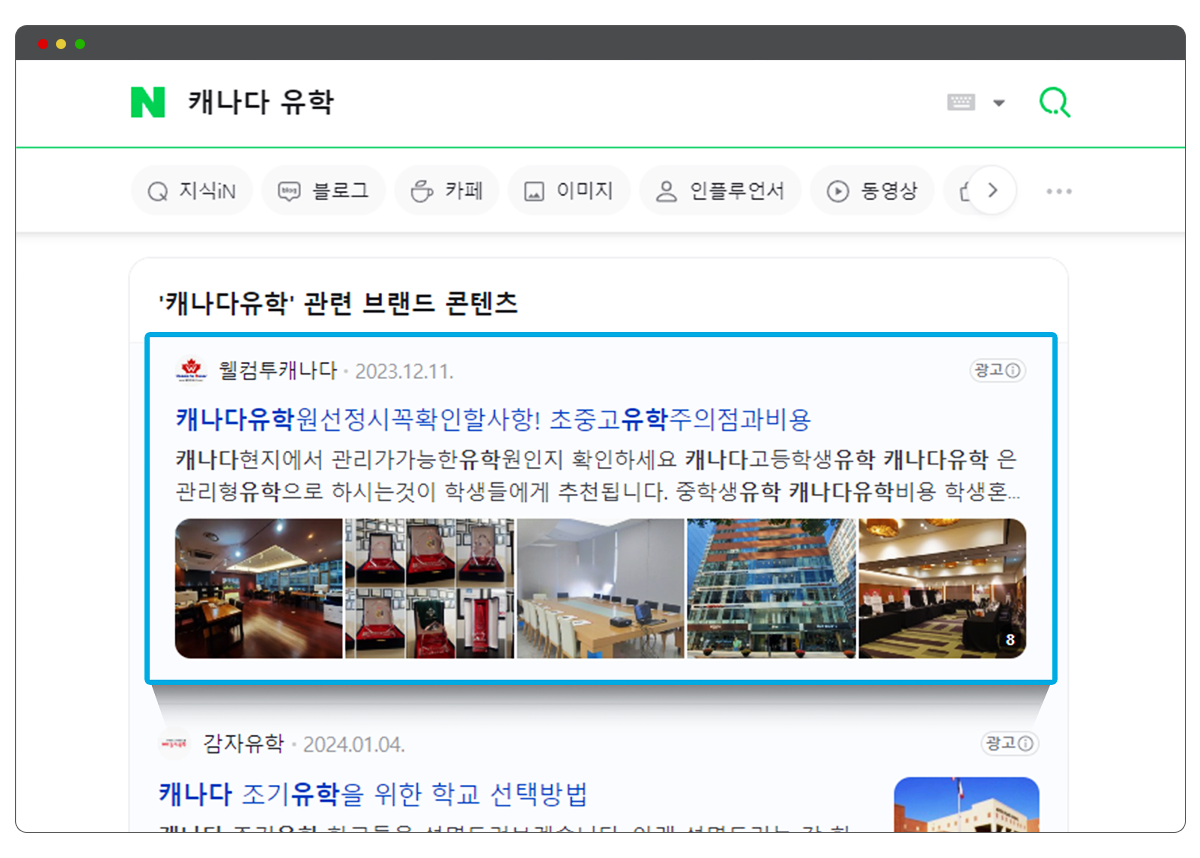 N 캐나다 유학
지식iN 블로그 카페 이미지 인플루언서 동영상
'캐나다유학' 관련 브랜드 콘텐츠
웰컴투캐나다 · 2023.12.11. 광고
캐나다유학원선정시꼭확인할사항! 초중고유학주의점과비용
캐나다현지에서 관리가가능한유학원인지 확인하세요 캐나다고등학생유학 캐나다유학 은
관리형유학으로 하시는것이 학생들에게 추천됩니다. 중학생유학 캐나다유학비용 학생혼...
8
감자유학 · 2024.01.04. 광고
캐나다 조기유학을 위한 학교 선택방법